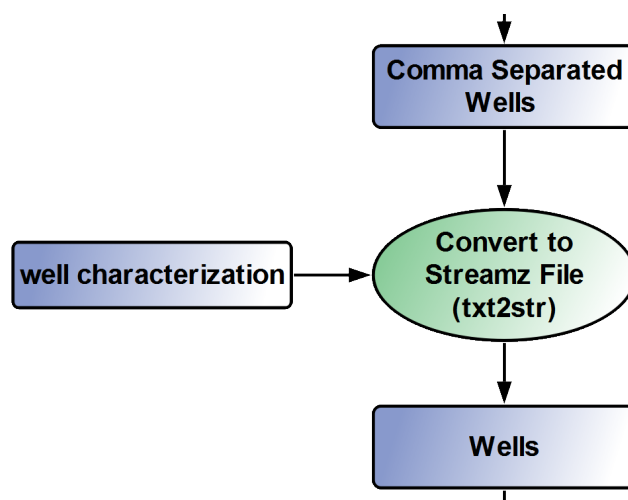 Comma Separated
Wells
well characterization
Convert to
Streamz File
(txt2str)
Wells